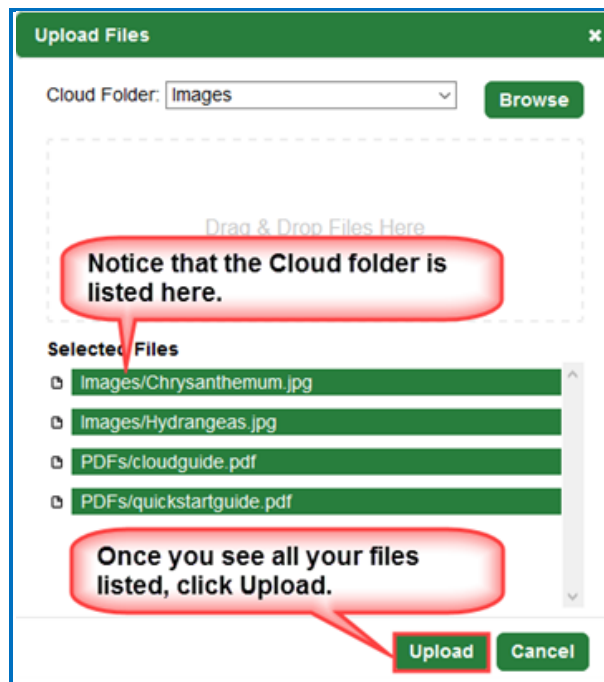 Upload Files ×
Cloud Folder: Images
Browse
Drag & Drop Files Here
Notice that the Cloud folder is
listed here.
Selected Files
Images/Chrysanthemum.jpg
Images/Hydrangeas.jpg
PDFs/cloudguide.pdf
PDFs/quickstartguide.pdf
Once you see all your files
listed, click Upload.
Upload
Cancel